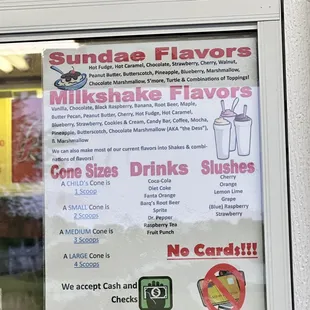 Sundae Flavors
Hot Fudge, Hot Caramel, Chocolate, Strawberry, Cherry, Walnut,
Peanut Butter, Butterscotch, Pineapple, Blueberry, Marshmallow,
Chocolate Marshmallow, S'more, Turtle & Combinations of Topping!
Milkshake Flavors
Vanilla, Chocolate, Black Raspberry, Banana, Root Beer, Maple,
Butter Pecan, Peanut Butter, Cherry, Hot Fudge, Hot Caramel,
Blueberry, Strawberry, Cookies & Cream, Candy Bar, Coffee, Mocha,
Pineapple, Butterscotch, Chocolate Marshmallow (AKA "the Dess"),
& Marshmallow
We can also make most of our current flavors into Shakes & combi-
nations of flavors!
Cone Sizes
A CHILD'S Cone is
1 Scoop
A SMALL Cone is
2 Scoops
A MEDIUM Cone is
3 Scoops
A LARGE Cone is
4 Scoops
Drinks
Coca-Cola
Diet Coke
Fanta Orange
Barq's Root Beer
Sprite
Dr. Pepper
Raspberry Tea
Fruit Punch
Slushes
Cherry
Orange
Lemon Lime
Grape
(Blue) Raspberry
Strawberry
No Cards!!!
We accept Cash and
Checks